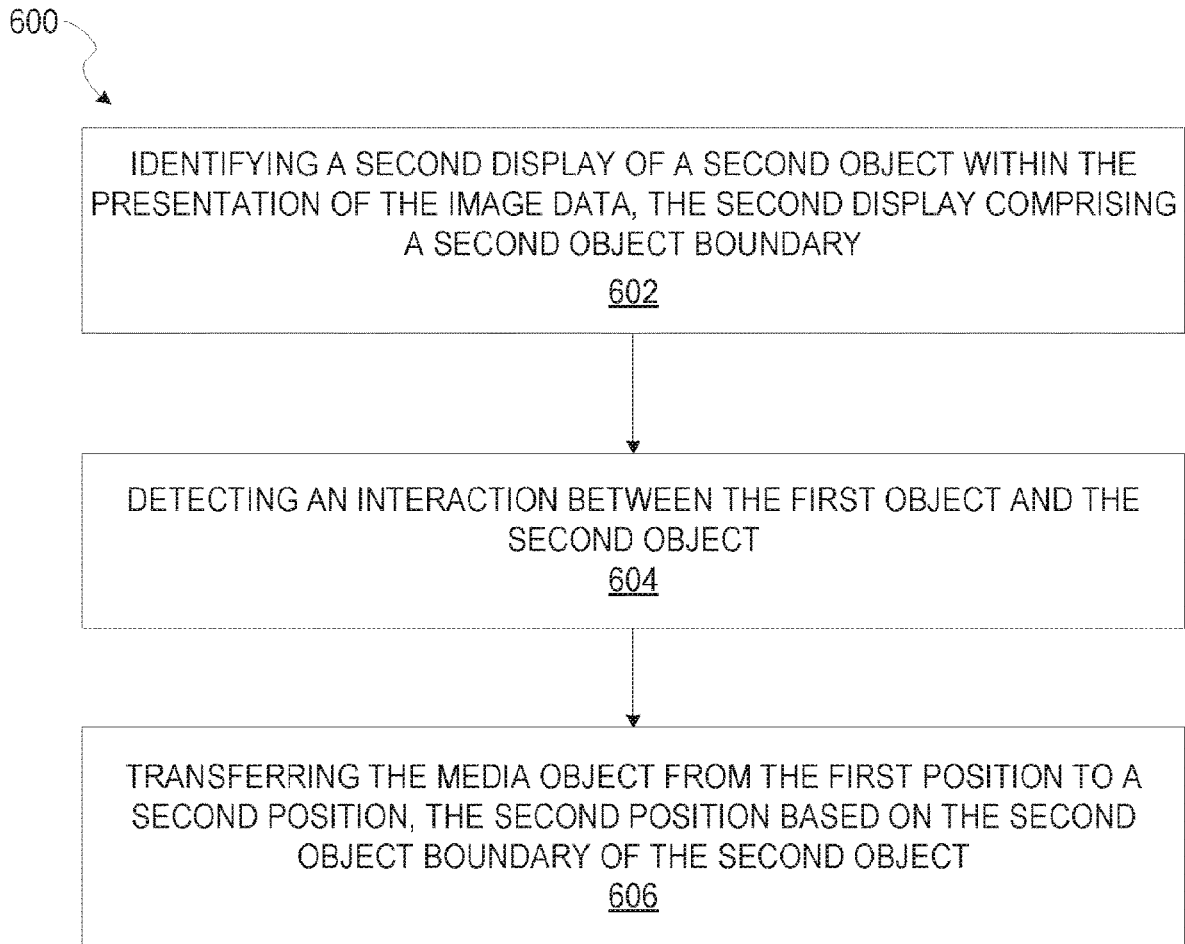 600
IDENTIFYING A SECOND DISPLAY OF A SECOND OBJECT WITHIN THE
PRESENTATION OF THE IMAGE DATA, THE SECOND DISPLAY COMPRISING
A SECOND OBJECT BOUNDARY
602
DETECTING AN INTERACTION BETWEEN THE FIRST OBJECT AND THE
SECOND OBJECT
604
TRANSFERRING THE MEDIA OBJECT FROM THE FIRST POSITION TO A
SECOND POSITION, THE SECOND POSITION BASED ON THE SECOND
OBJECT BOUNDARY OF THE SECOND OBJECT
606